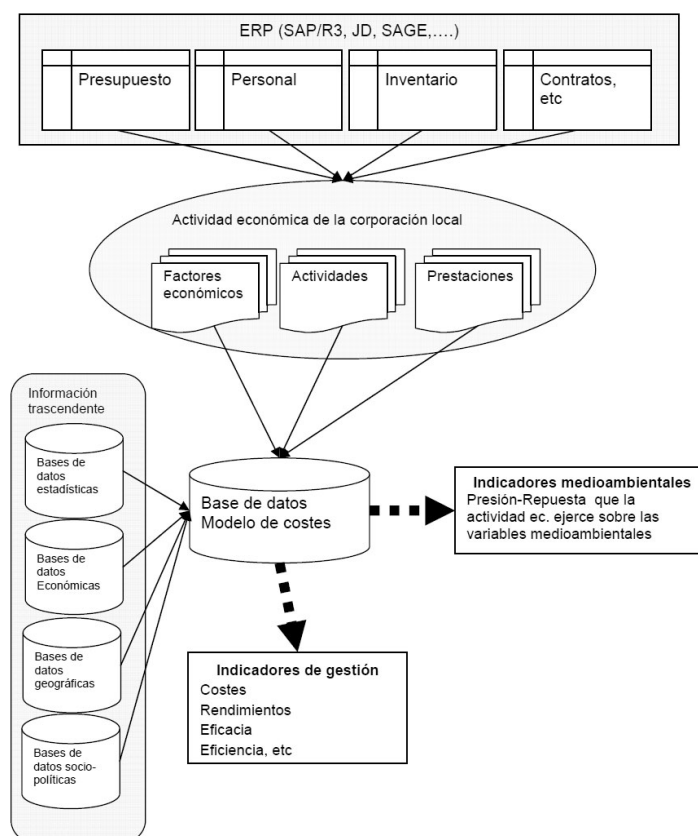 ERP (SAP/R3, JD, SAGE,….)
Presupuesto
Personal
Inventario
Contratos,
etc
Actividad económica de la corporación local
Factores
económicos
Actividades
Prestaciones
Información
trascendente
Bases de
datos
estadísticas
Bases de
datos
Económicas
Bases de
datos
geográficas
Bases de
datos socio-
políticas
Base de datos
Modelo de costes
Indicadores medioambientales
Presión-Repuesta que la
actividad ec. ejerce sobre las
variables medioambientales
Indicadores de gestión
Costes
Rendimientos
Eficacia
Eficiencia, etc